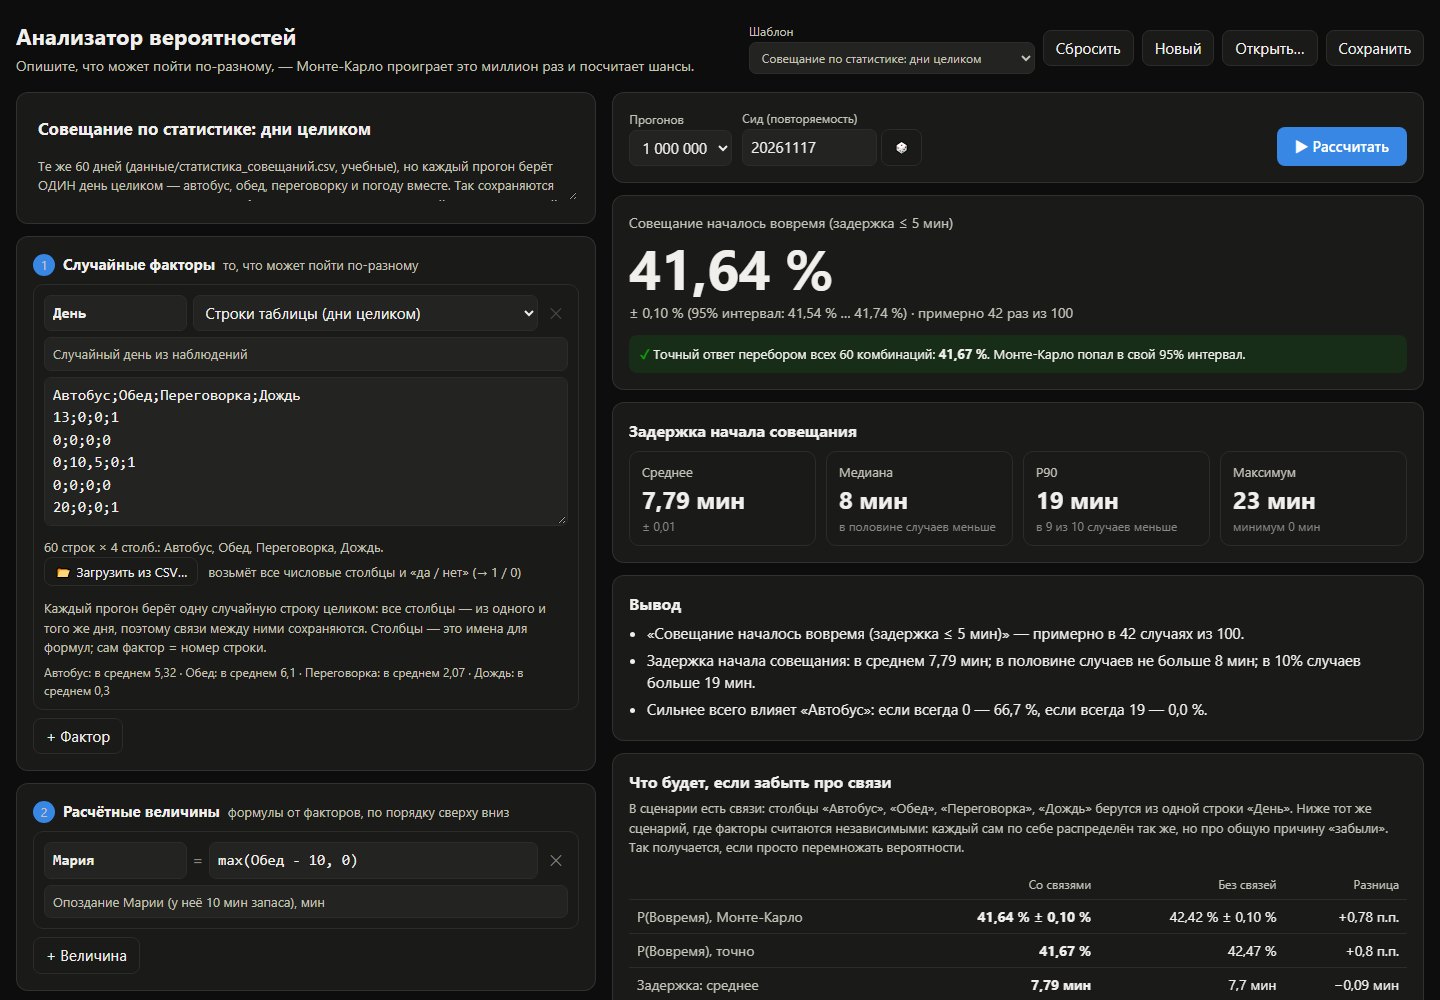 Анализатор вероятностей
Опишите, что может пойти по-разному, — Монте-Карло проиграет это миллион раз и посчитает шансы.
Шаблон
Совещание по статистике: дни целиком
Сбросить
Новый
Открыть...
Сохранить
Совещание по статистике: дни целиком
Те же 60 дней (данные/статистика_совещаний.csv, учебные), но каждый прогон берёт
ОДИН день целиком — автобус, обед, переговорку и погоду вместе. Так сохраняются
1 Случайные факторы то, что может пойти по-разному
День
Строки таблицы (дни целиком)
Случайный день из наблюдений
Автобус;Обед;Переговорка;Дождь
13;0;0;1
0;0;0;0
0;10,5;0;1
0;0;0;0
20;0;0;1
60 строк × 4 столб.: Автобус, Обед, Переговорка, Дождь.
Загрузить из CSV... возьмёт все числовые столбцы и «да / нет» (→ 1 / 0)
Каждый прогон берёт одну случайную строку целиком: все столбцы — из одного и
того же дня, поэтому связи между ними сохраняются. Столбцы — это имена для
формул; сам фактор = номер строки.
Автобус: в среднем 5,32 · Обед: в среднем 6,1 · Переговорка: в среднем 2,07 · Дождь: в
среднем 0,3
+ Фактор
2 Расчётные величины формулы от факторов, по порядку сверху вниз
Мария = max(Обед - 10, 0)
Опоздание Марии (у неё 10 мин запаса), мин
+ Величина
Прогонов
1 000 000
Сид (повторяемость)
20261117
▶ Рассчитать
Совещание началось вовремя (задержка ≤ 5 мин)
41,64 %
± 0,10 % (95% интервал: 41,54 % ... 41,74 %) · примерно 42 раз из 100
✓ Точный ответ перебором всех 60 комбинаций: 41,67 %. Монте-Карло попал в свой 95% интервал.
Задержка начала совещания
Среднее
7,79 мин
± 0,01
Медиана
8 мин
в половине случаев меньше
P90
19 мин
в 9 из 10 случаев меньше
Максимум
23 мин
минимум 0 мин
Вывод
• «Совещание началось вовремя (задержка ≤ 5 мин)» — примерно в 42 случаях из 100.
• Задержка начала совещания: в среднем 7,79 мин; в половине случаев не больше 8 мин; в 10% случаев
больше 19 мин.
• Сильнее всего влияет «Автобус»: если всегда 0 — 66,7 %, если всегда 19 — 0,0 %.
Что будет, если забыть про связи
В сценарии есть связи: столбцы «Автобус», «Обед», «Переговорка», «Дождь» берутся из одной строки «День». Ниже тот же
сценарий, где факторы считаются независимыми: каждый сам по себе распределён так же, но про общую причину «забыли».
Так получается, если просто перемножать вероятности.
Со связями Без связей Разница
P(Вовремя), Монте-Карло 41,64 % ± 0,10 % 42,42 % ± 0,10 % +0,78 п.п.
P(Вовремя), точно 41,67 % 42,47 % +0,8 п.п.
Задержка: среднее 7,79 мин 7,7 мин −0,09 мин